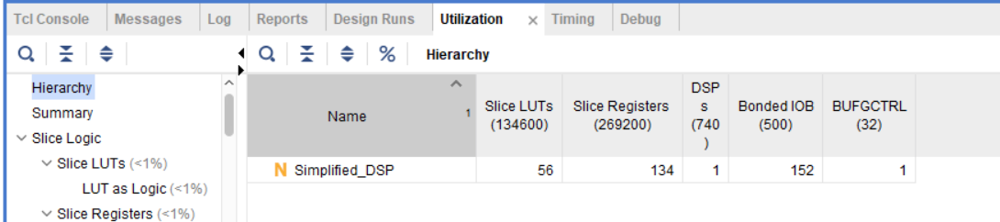 Tcl Console Messages Log Reports Design Runs Utilization × Timing Debug
% Hierarchy
Hierarchy
Summary
Slice Logic
Slice LUTs (<1%)
LUT as Logic (<1%)
Slice Registers (<1%)
Name 1
Slice LUTs
(134600)
Slice Registers
(269200)
DSP
s
(740
)
Bonded IOB
(500)
BUFGCTRL
(32)
N Simplified_DSP 56 134 1 152 1